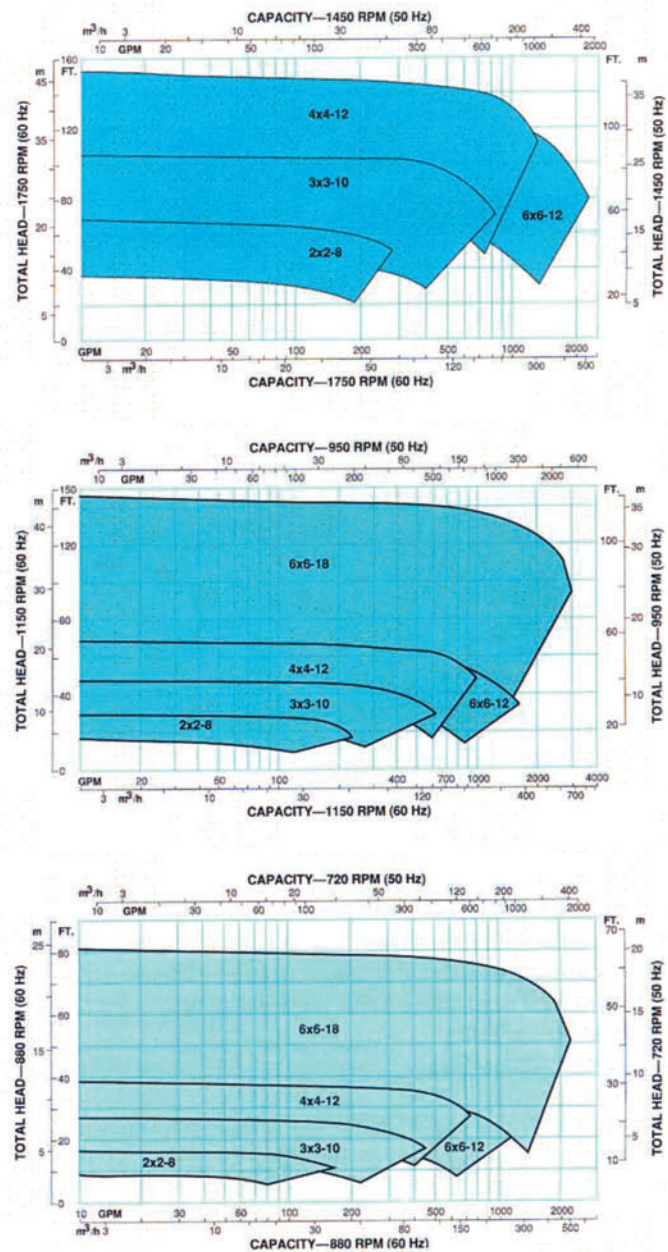 CAPACITY—1450 RPM (50 Hz)
m³/h 3 10 30 80 200 400
10 GPM 30 60 100 300 600 1000 2000
m FT. FT. m
160
45
35
120 100
4x4-12
35 25
3x3-10
80
60
6x6-12
20 15
2x2-8
40
20
5 5
0
TOTAL HEAD—1750 RPM (60 Hz)
TOTAL HEAD—1450 RPM (50 Hz)
GPM 20 50 100 200 500 1000 2000
3 m³/h 10 20 50 120 300 500
CAPACITY—1750 RPM (60 Hz)
CAPACITY—950 RPM (50 Hz)
m³/h 3 10 30 80 150 300 600
10 GPM 30 60 100 200 500 1000 2000
m FT. FT. m
150
40 36
120 100 30
6x6-18
30
20
60
20
4x4-12
40 10
3x3-10
6x6-12
10
2x2-8
20
0
TOTAL HEAD—1150 RPM (60 Hz)
TOTAL HEAD—950 RPM (50 Hz)
GPM 20 100 400 700 1000 2000 4000
3 m³/h 10 30 120 400 700
CAPACITY—1150 RPM (60 Hz)
CAPACITY—720 RPM (50 Hz)
m³/h 3 10 20 50 120 200 400
10 GPM 30 60 100 300 600 1000 2000
m FT. FT. m
70
25 80 20
60
50 15
6x6-18
15
10
40
30
4x4-12
20
3x3-10
6x6-12
5 5
2x2-8
10
0
TOTAL HEAD—880 RPM (60 Hz)
TOTAL HEAD—720 RPM (50 Hz)
10 GPM 30 60 100 200 500 1000 2000
m³/h 3 10 30 80 150 300 500
CAPACITY—880 RPM (60 Hz)